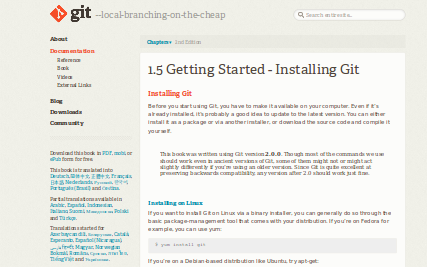 git --local-branching-on-the-cheap
Search entire site...
About
Documentation
Reference
Book
Videos
External Links
Blog
Downloads
Community
Download this book in PDF, mobi, or
ePub form for free.
This book is translated into
Deutsch, 简体中文, 正體中文, Français,
日本語, Nederlands, Русский, 한국어,
Português (Brasil) and Čeština.
Partial translations available in
Arabic, Español, Indonesian,
Italiano, Suomi, Македонски, Polski
and Türkçe.
Translations started for
Azərbaycan dili, Беларуская, Català,
Esperanto, Español (Nicaragua),
Magyar, Norwegian
Bokmål, Română, Српски,
Tiếng Việt and Українська.
Chapters ▾ 2nd Edition
1.5 Getting Started - Installing Git
Installing Git
Before you start using Git, you have to make it available on your computer. Even if it's
already installed, it's probably a good idea to update to the latest version. You can either
install it as a package or via another installer, or download the source code and compile it
yourself.
This book was written using Git version 2.0.0. Though most of the commands we use
should work even in ancient versions of Git, some of them might not or might act
slightly differently if you're using an older version. Since Git is quite excellent at
preserving backwards compatibility, any version after 2.0 should work just fine.
Installing on Linux
If you want to install Git on Linux via a binary installer, you can generally do so through the
basic package-management tool that comes with your distribution. If you're on Fedora for
example, you can use yum:
$ yum install git
If you're on a Debian-based distribution like Ubuntu, try apt-get: